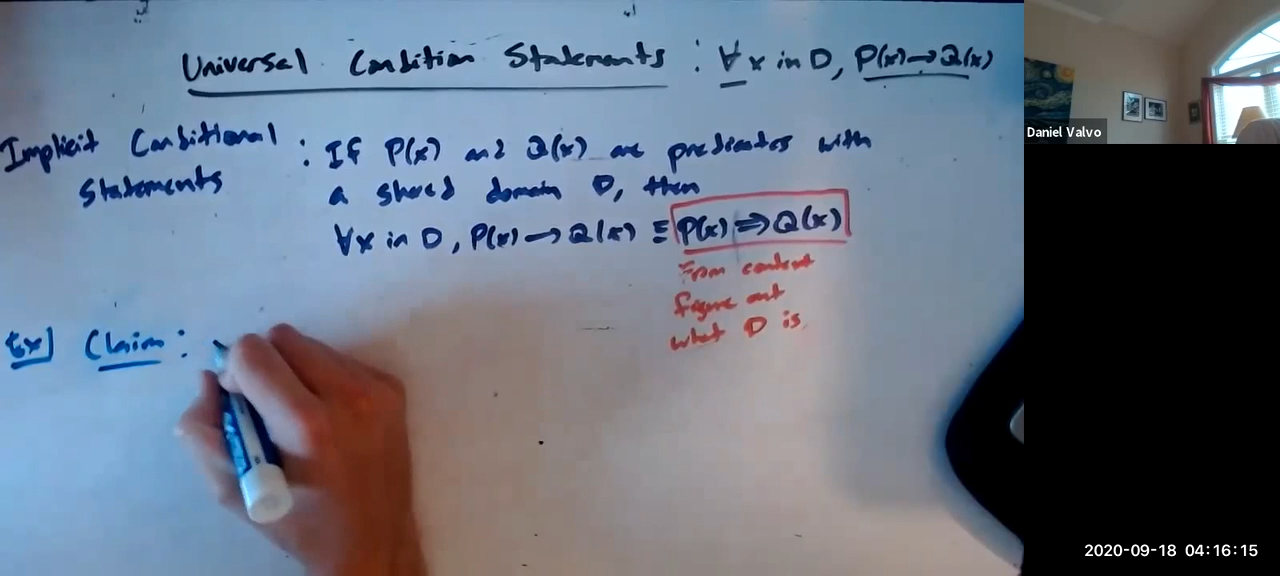 Universal Condition Statements : ∀x in D, P(x)→Q(x)
Implicit Conditional Statements : If P(x) and Q(x) are predicates with
a shared domain D, then
∀x in D, P(x)→Q(x) ≡ P(x)⇒Q(x)
From context
figure out
what D is.
Ex] Claim:
Daniel Valvo
2020-09-18 04:16:15